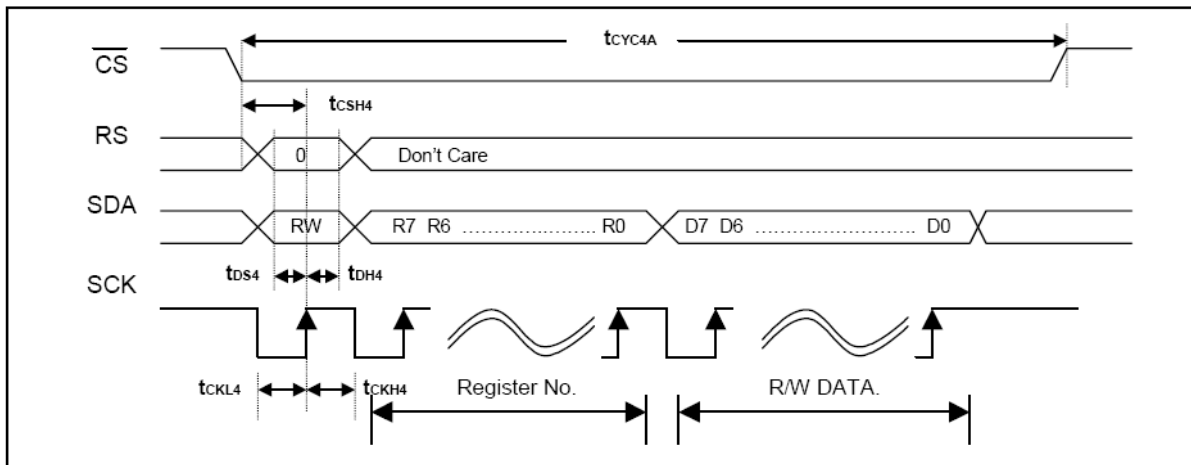 tCYC4A
CS
tCSH4
RS
0 Don't Care
SDA
RW R7 R6 ........................ R0 D7 D6 ................................ D0
tDS4 tDH4
SCK
tCKL4 tCKH4 Register No. R/W DATA.